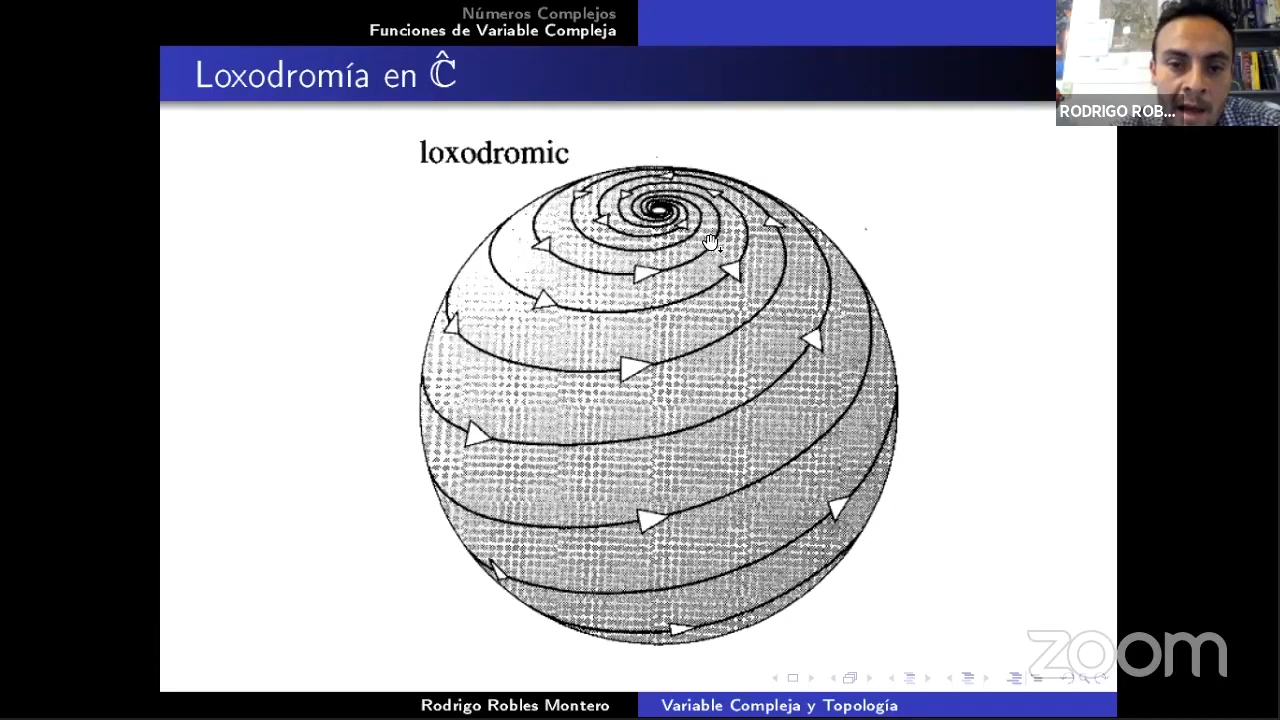 Números Complejos
Funciones de Variable Compleja
Loxodromía en Ĉ
RODRIGO ROB...
loxodromic
zoom
Rodrigo Robles Montero
Variable Compleja y Topología